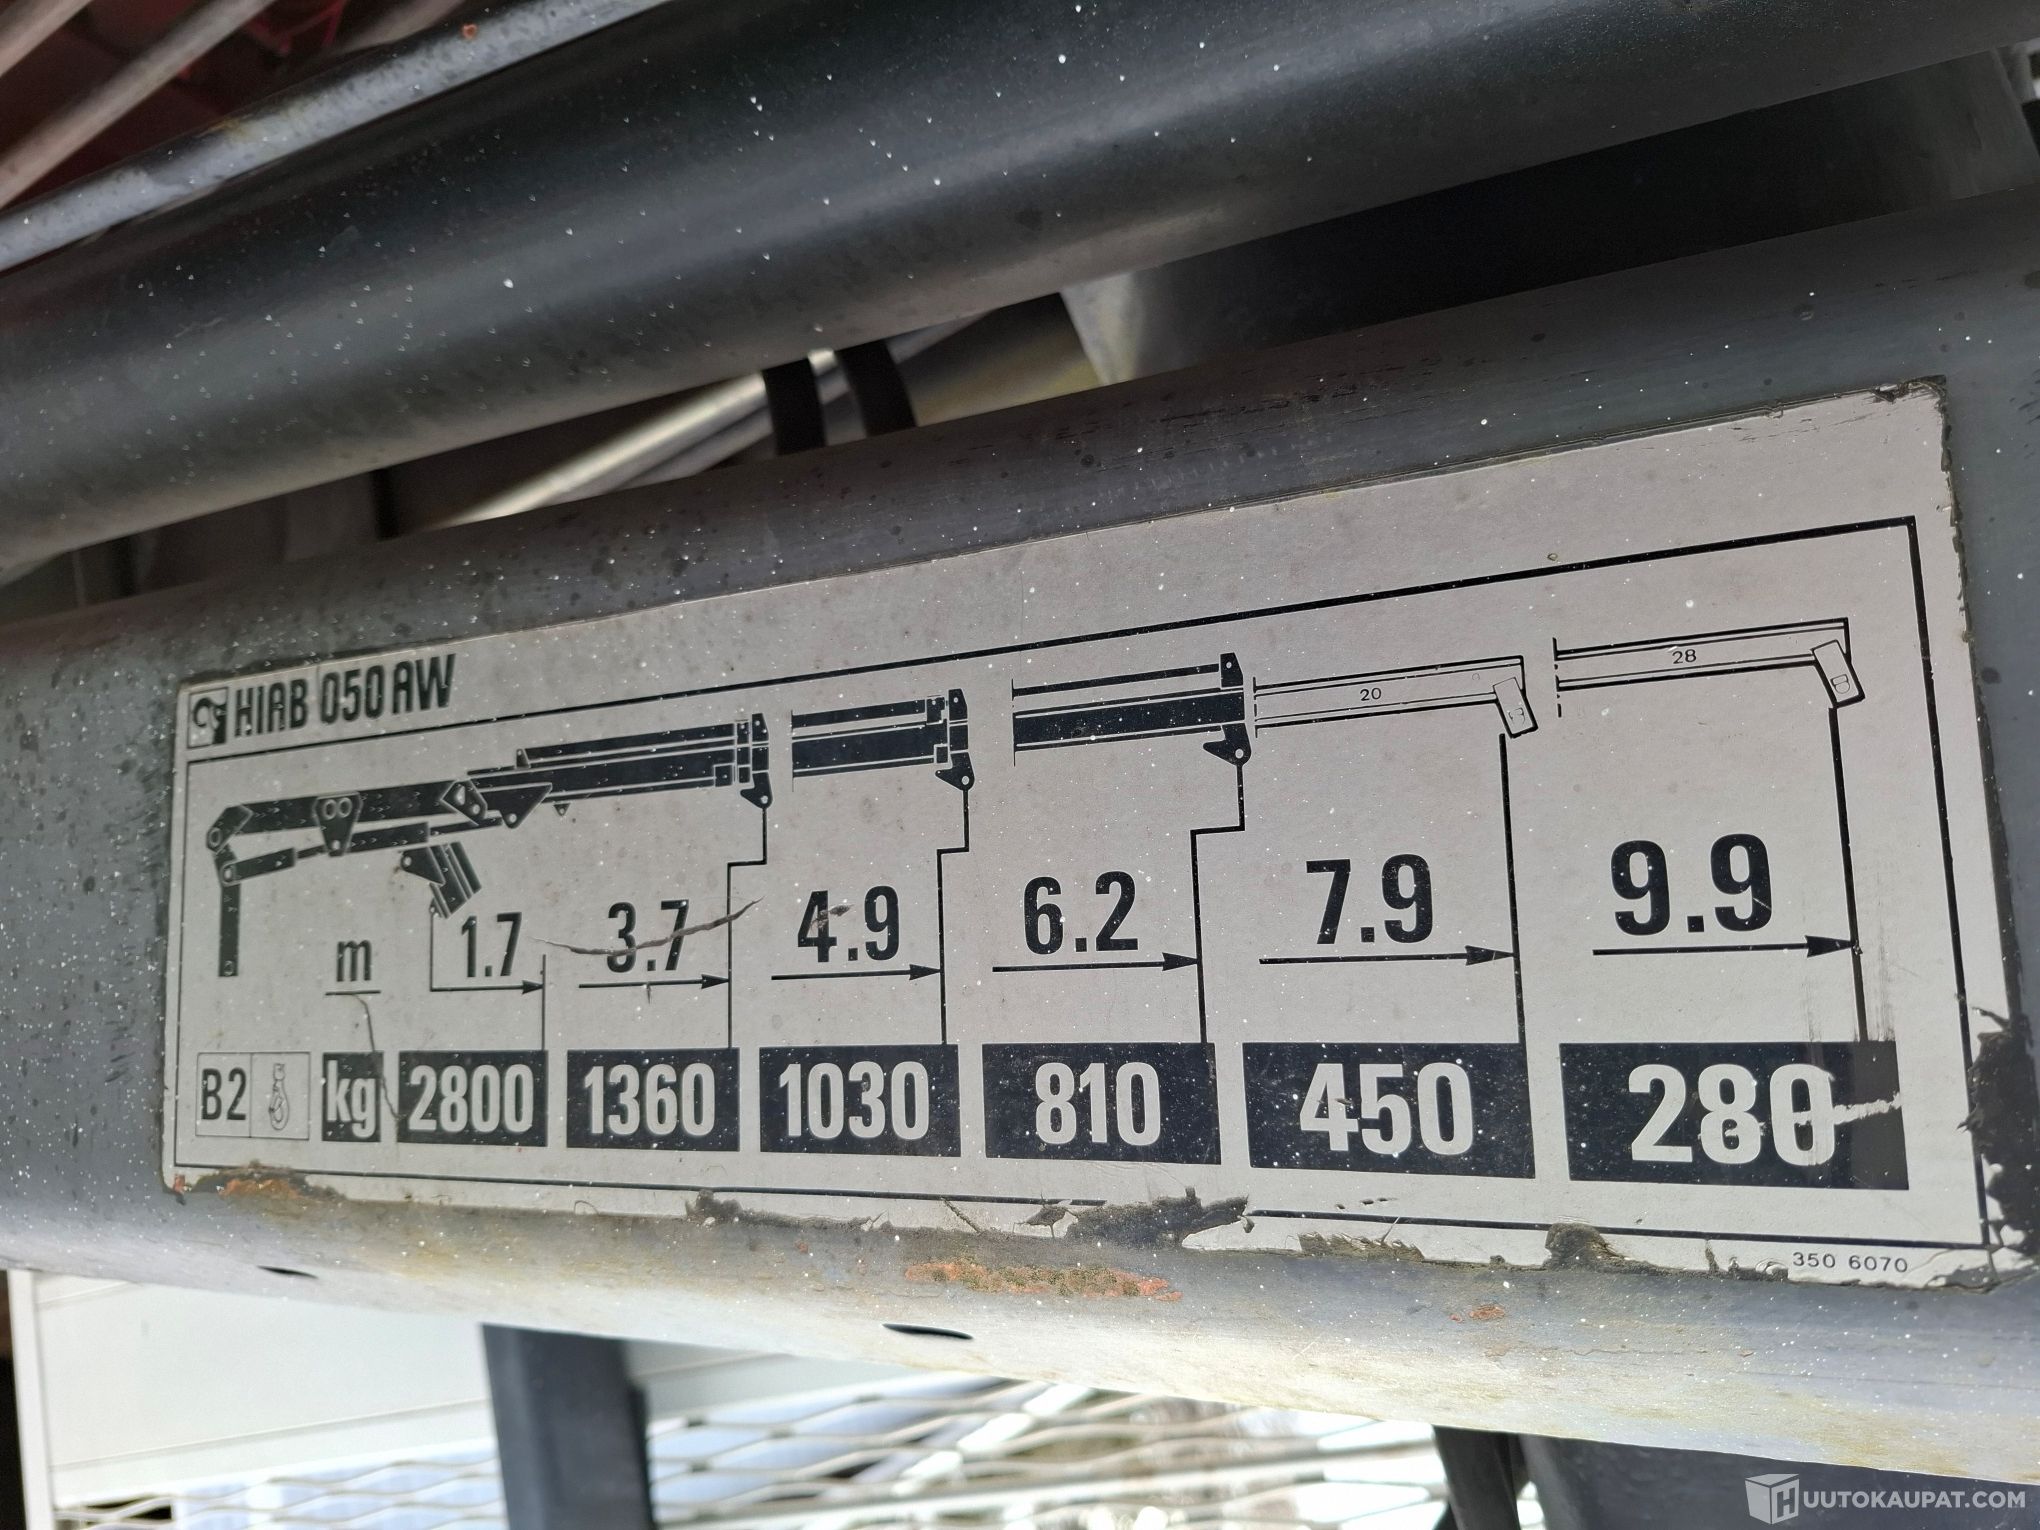 HIAB 050 AW
20
28
m 1.7 3.7 4.9 6.2 7.9 9.9
B2 kg 2800 1360 1030 810 450 280
350 6070
HUUTOKAUPAT.COM